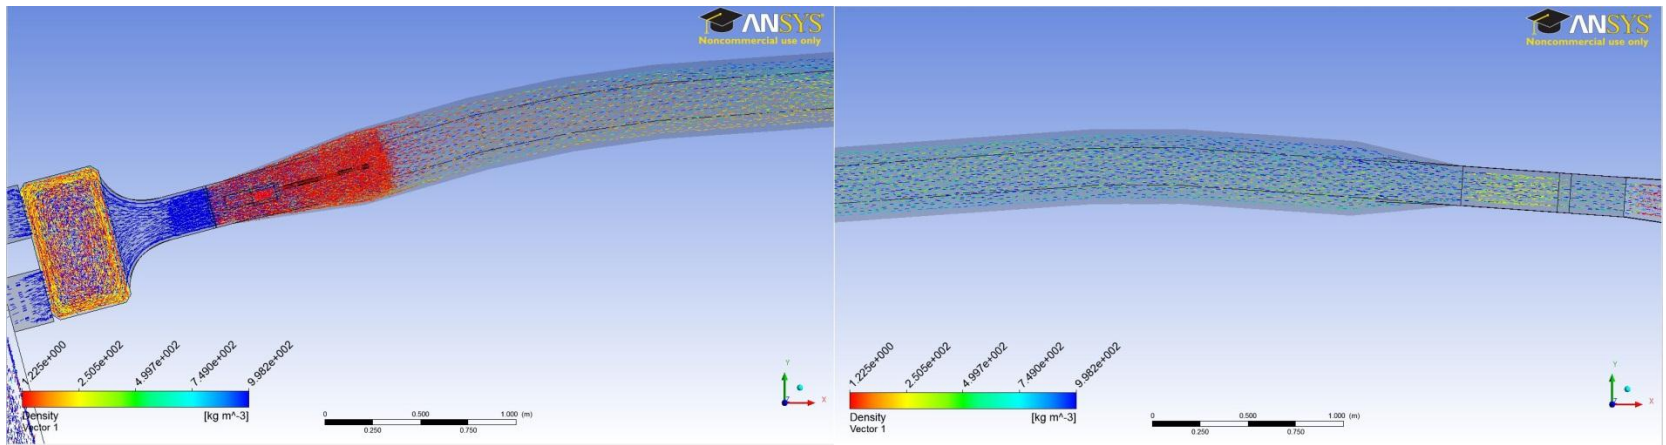 ANSYS
Noncommercial use only
1.225e+000
2.505e+002
4.997e+002
7.490e+002
9.982e+002
Density
[kg m^-3]
Vector 1
0
0.500
1.000 (m)
0.250
0.750
Y
Z
X
ANSYS
Noncommercial use only
1.225e+000
2.505e+002
4.997e+002
7.490e+002
9.982e+002
Density
[kg m^-3]
Vector 1
0
0.500
1.000 (m)
0.250
0.750
Y
Z
X